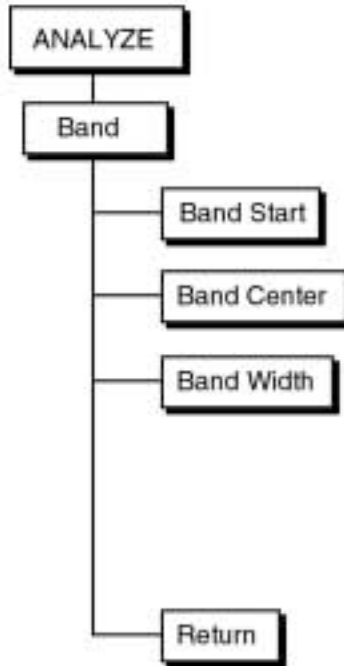 ANALYZE
Band
Band Start
Band Center
Band Width
Return